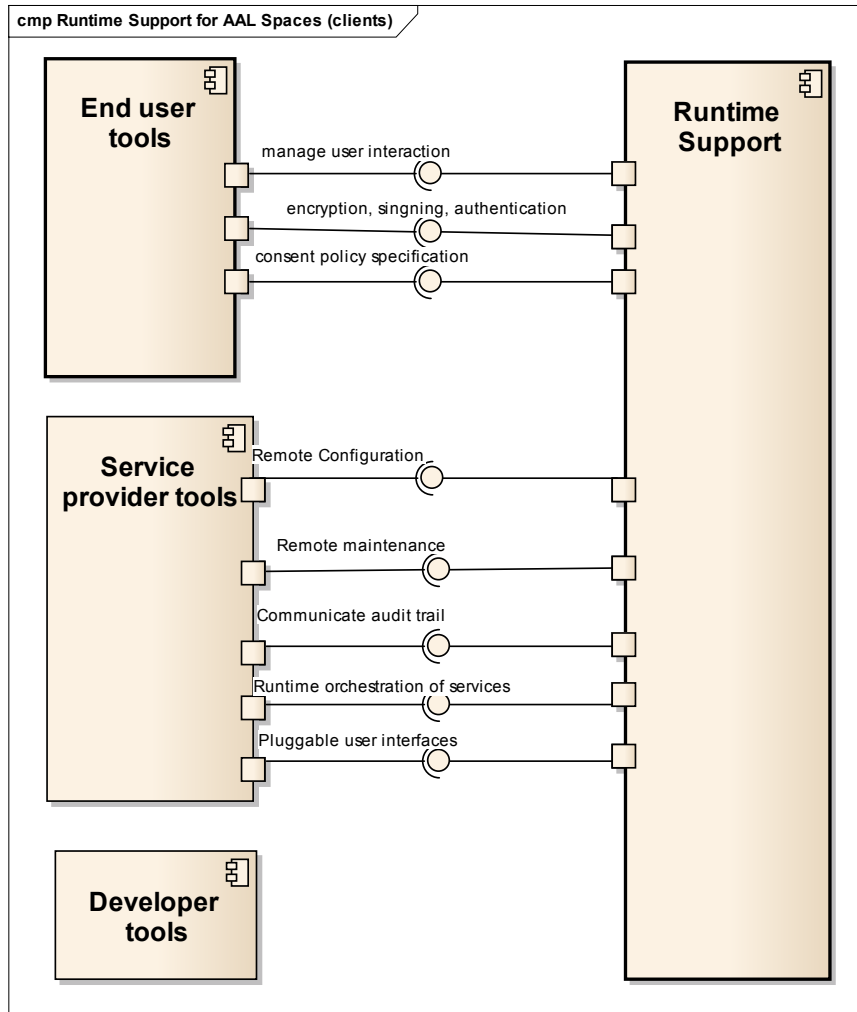 cmp Runtime Support for AAL Spaces (clients)
End user
tools
Runtime
Support
manage user interaction
encryption, singning, authentication
consent policy specification
Service
provider tools
Remote Configuration
Remote maintenance
Communicate audit trail
Runtime orchestration of services
Pluggable user interfaces
Developer
tools